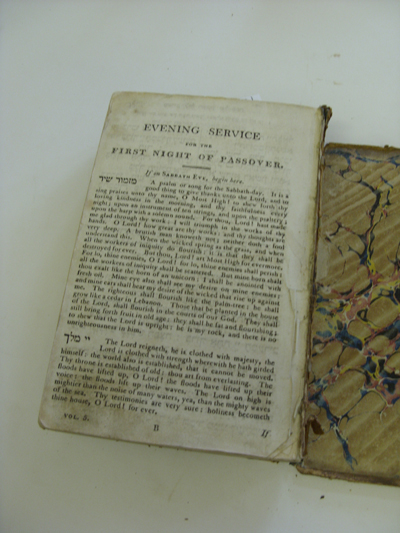 EVENING SERVICE
FOR THE
FIRST NIGHT OF PASSOVER.
If on SABBATH EVE, begin here.
מזמור שיר
A psalm or song for the Sabbath-day. It is a
good thing to give thanks unto the Lord, and to
sing praises unto thy name, O Most High! to shew forth thy
loving kindness in the morning, and thy faithfulness every
night; upon an instrument of ten strings, and upon the psaltery;
upon the harp with a solemn sound. For thou, Lord! hast made
me glad through thy work: I will triumph in the works of thy
hands. O Lord! how great are thy works! and thy thoughts are
very deep. A brutish man knoweth not; neither doth a fool
understand this. When the wicked spring as the grass, and when
all the workers of iniquity do flourish: it is, that they shall be
destroyed for ever. But thou, Lord! art Most High for evermore.
For lo, thine enemies, O Lord! for lo, thine enemies shall perish;
all the workers of iniquity shall be scattered. But mine horn shalt
thou exalt like the horn of an unicorn: I shall be anointed with
fresh oil. Mine eye also shall see my desire on mine enemies;
and mine ears shall hear my desire of the wicked that rise up against
me. The righteous shall flourish like the palm-tree; he shall
grow like a cedar in Lebanon. Those that be planted in the house
of the Lord, shall flourish in the courts of our God. They shall
still bring forth fruit in old age; they shall be fat and flourishing;
to shew that the Lord is upright: he is my rock, and there is no
unrighteousness in him.
יי מלך
The Lord reigneth, he is clothed with majesty, the
Lord is clothed with strength wherewith he hath girded
himself: the world also is established, that it cannot be moved.
Thy throne is established of old; thou art from everlasting. The
floods have lifted up, O Lord! the floods have lifted up their
voice; the floods lift up their waves. The Lord on high is
mightier than the noise of many waters, yea, than the mighty waves
of the sea. Thy testimonies are very sure: holiness becometh
thine house, O Lord! for ever.
VOL. 5.
B
If